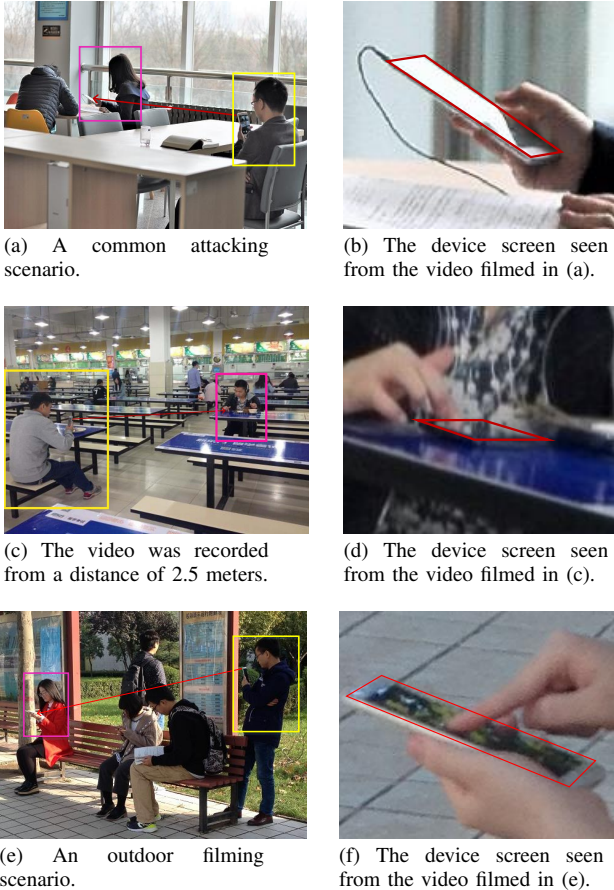 (a) A common attacking
scenario.
(b) The device screen seen
from the video filmed in (a).
(c) The video was recorded
from a distance of 2.5 meters.
(d) The device screen seen
from the video filmed in (c).
(e) An outdoor filming
scenario.
(f) The device screen seen
from the video filmed in (e).